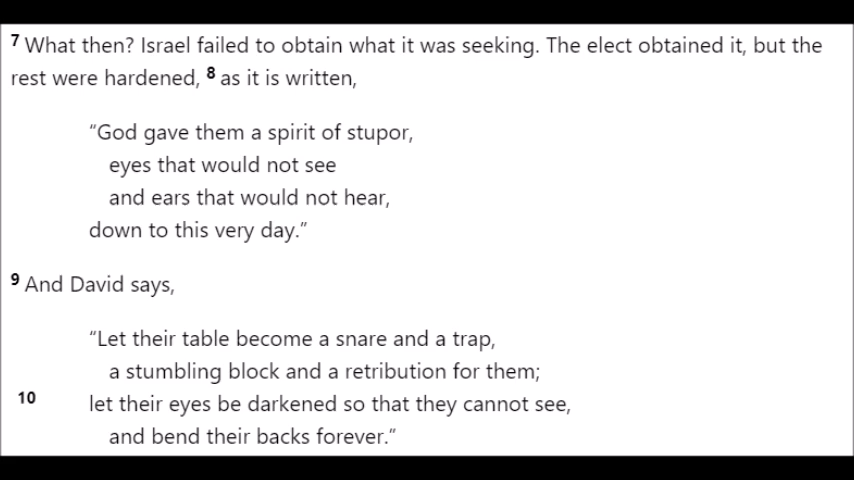 7 What then? Israel failed to obtain what it was seeking. The elect obtained it, but the
rest were hardened, 8 as it is written,
“God gave them a spirit of stupor,
eyes that would not see
and ears that would not hear,
down to this very day.”
9 And David says,
“Let their table become a snare and a trap,
a stumbling block and a retribution for them;
10 let their eyes be darkened so that they cannot see,
and bend their backs forever.”